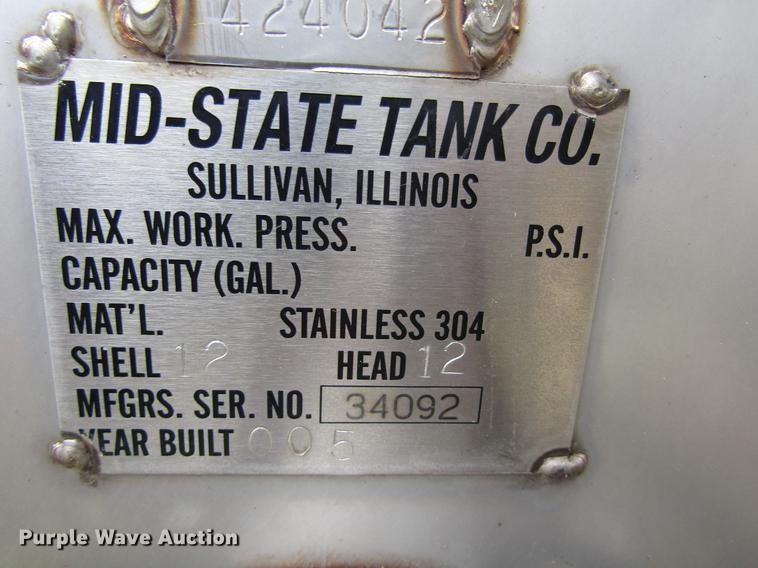 424042
MID-STATE TANK CO.
SULLIVAN, ILLINOIS
MAX. WORK. PRESS. P.S.I.
CAPACITY (GAL.)
MAT'L. STAINLESS 304
SHELL 12 HEAD 12
MFGRS. SER. NO. 34092
YEAR BUILT 005
Purple Wave Auction